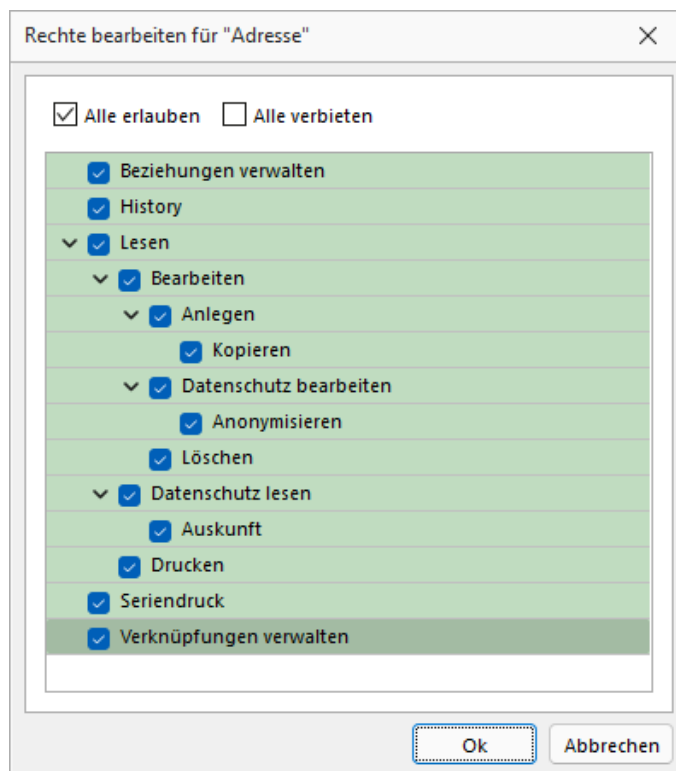 Rechte bearbeiten für "Adresse"
Alle erlauben Alle verbieten
Beziehungen verwalten
History
Lesen
Bearbeiten
Anlegen
Kopieren
Datenschutz bearbeiten
Anonymisieren
Löschen
Datenschutz lesen
Auskunft
Drucken
Seriendruck
Verknüpfungen verwalten
Ok Abbrechen